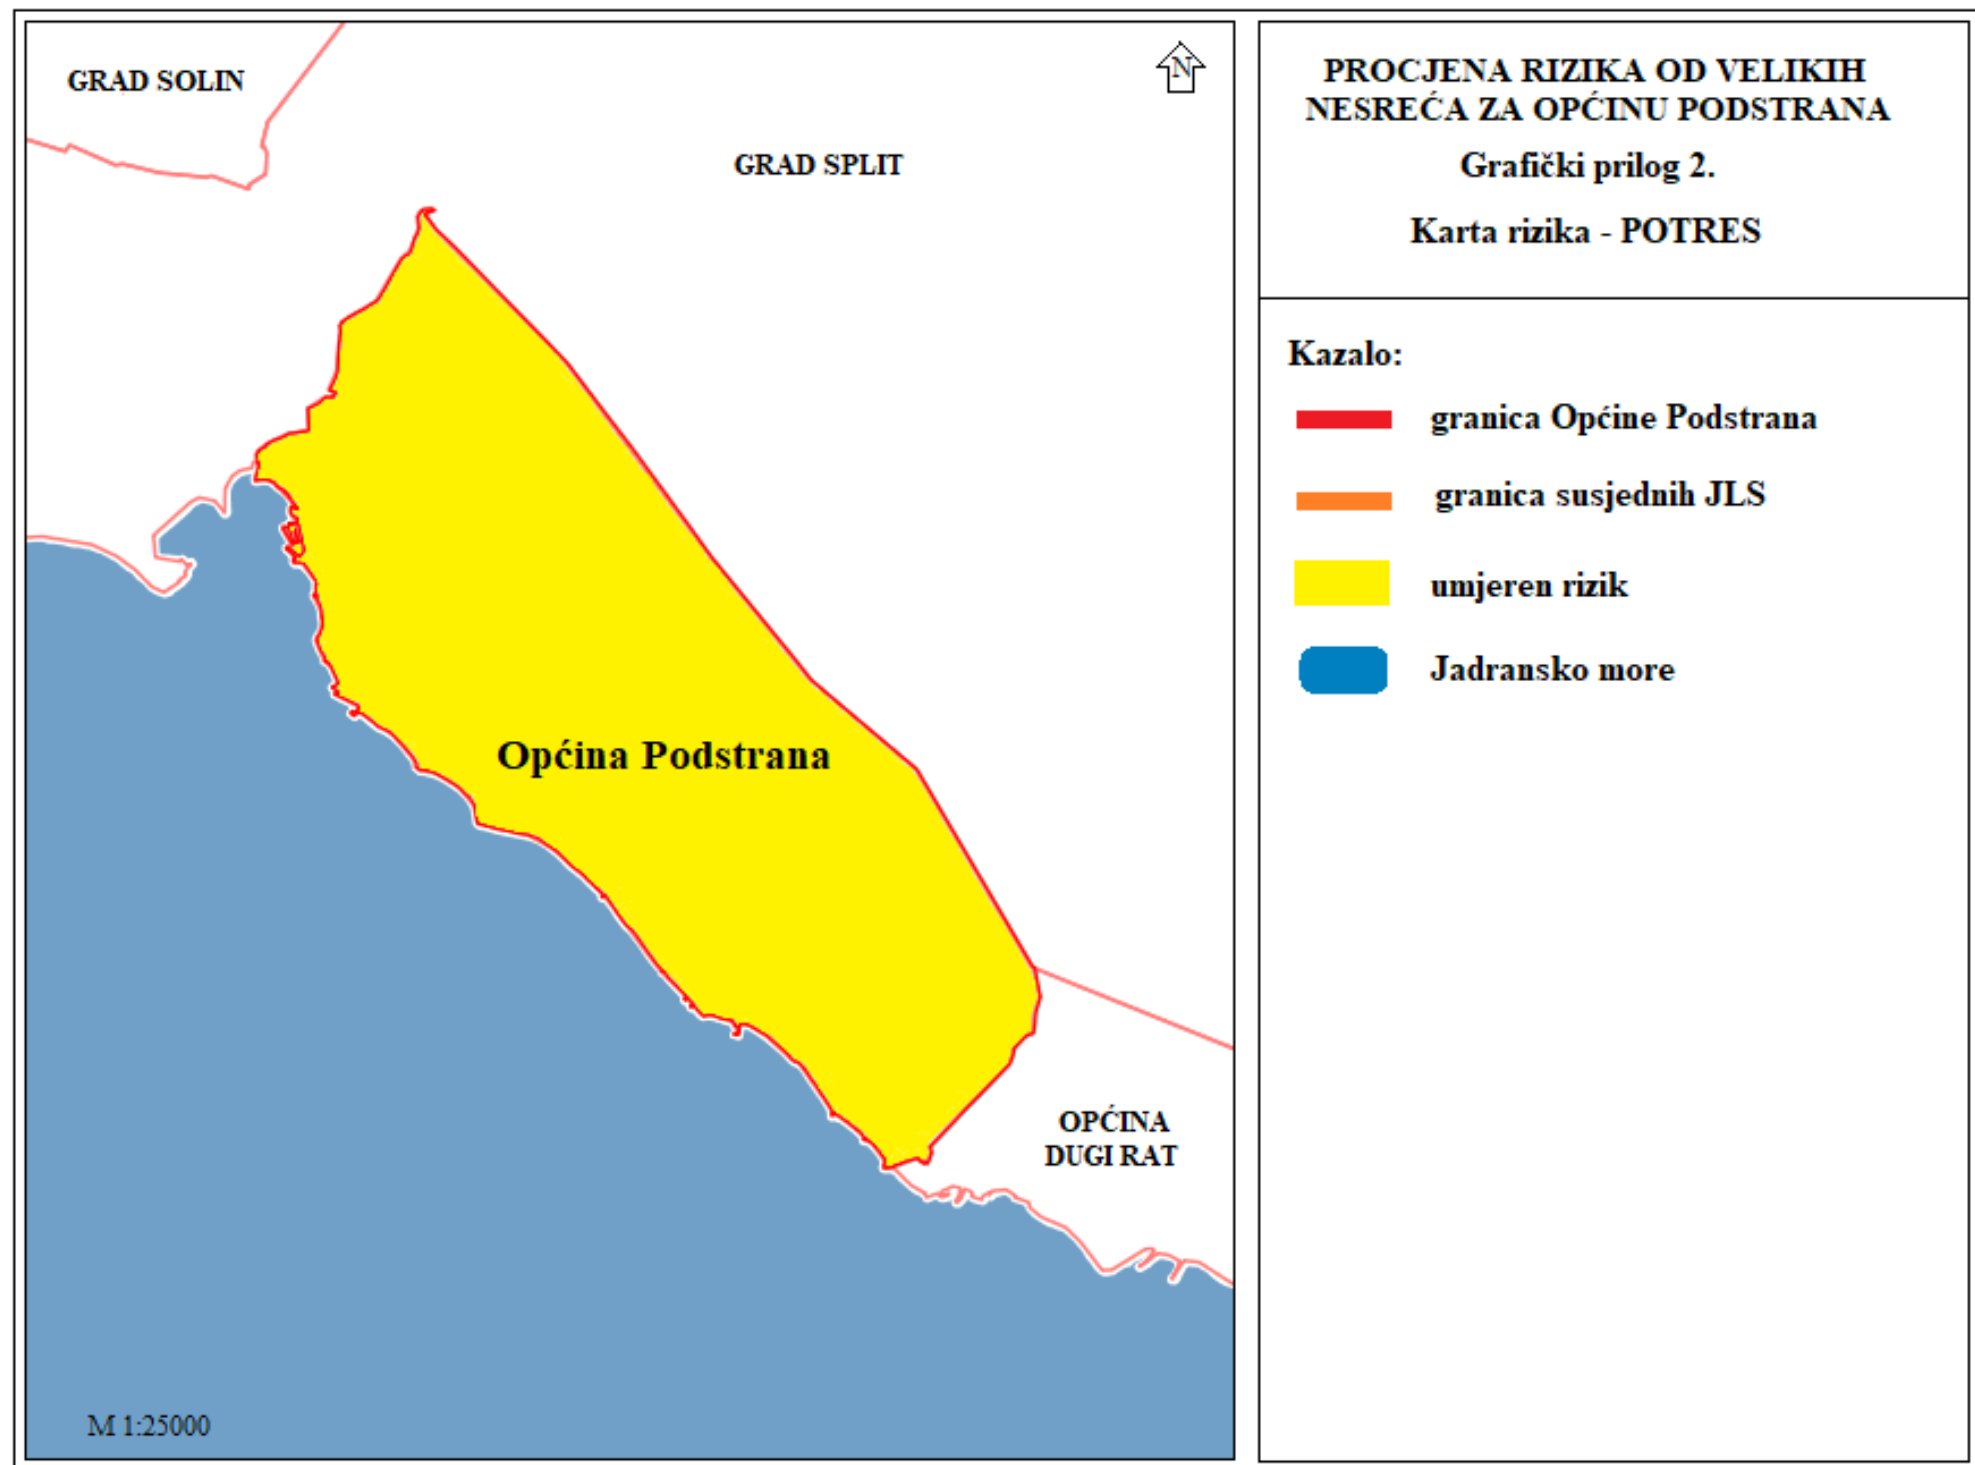 GRAD SOLIN
N
GRAD SPLIT
Općina Podstrana
OPĆINA
DUGI RAT
M 1:25000
PROCJENA RIZIKA OD VELIKIH
NESREĆA ZA OPĆINU PODSTRANA
Grafički prilog 2.
Karta rizika - POTRES
Kazalo:
granica Općine Podstrana
granica susjednih JLS
umjeren rizik
Jadransko more